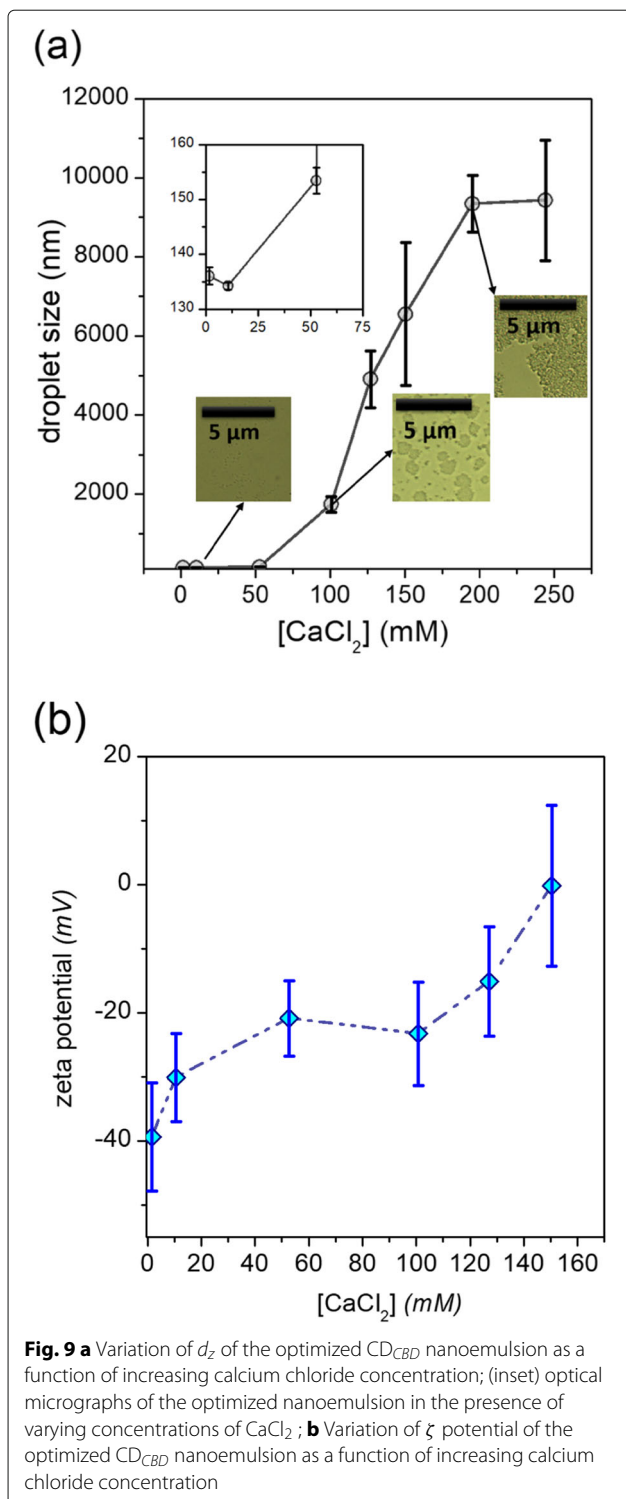 (a)
12000
10000
8000
6000
4000
2000
droplet size (nm)
160
150
140
130
0 25 50 75
5 µm
5 µm
5 µm
0 50 100 150 200 250
[CaCl2] (mM)
(b)
20
0
-20
-40
zeta potential (mV)
0 20 40 60 80 100 120 140 160
[CaCl2] (mM)
Fig. 9 a Variation of dz of the optimized CDCBD nanoemulsion as a
function of increasing calcium chloride concentration; (inset) optical
micrographs of the optimized nanoemulsion in the presence of
varying concentrations of CaCl2 ; b Variation of ζ potential of the
optimized CDCBD nanoemulsion as a function of increasing calcium
chloride concentration